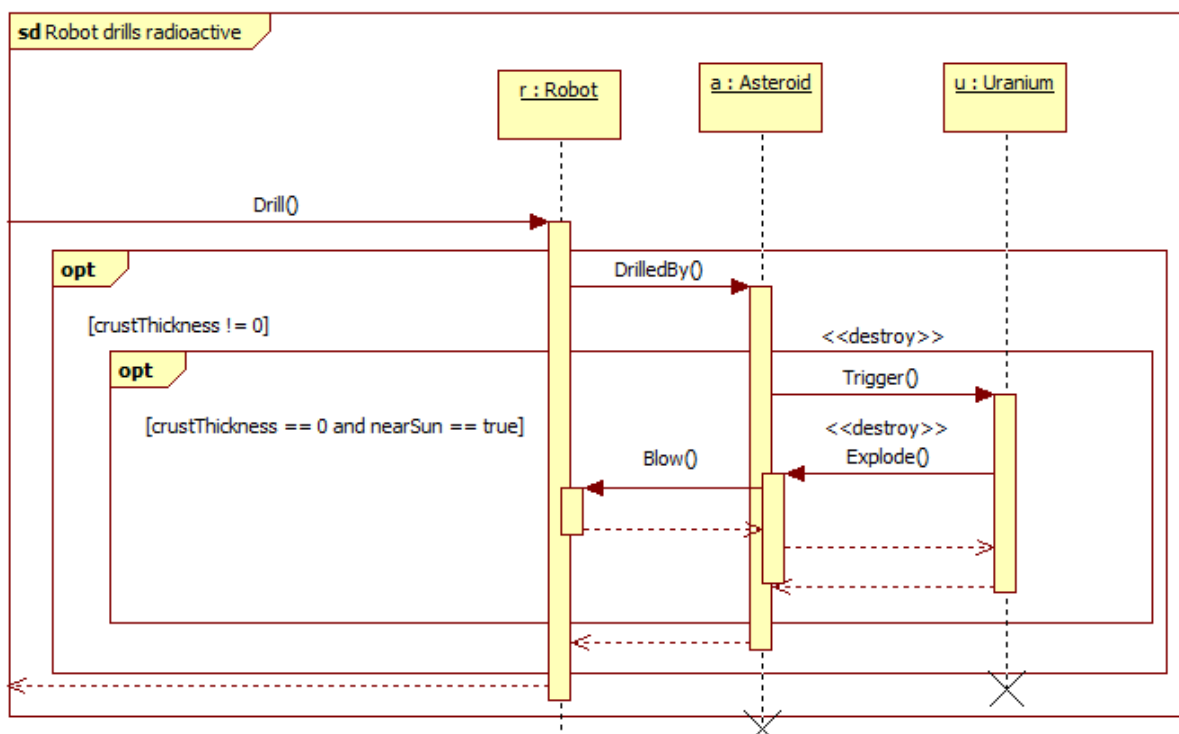 sd Robot drills radioactive
r : Robot
a : Asteroid
u : Uranium
Drill()
opt
DrilledBy()
[crustThickness != 0]
<<destroy>>
opt
Trigger()
[crustThickness == 0 and nearSun == true]
<<destroy>>
Blow()
Explode()